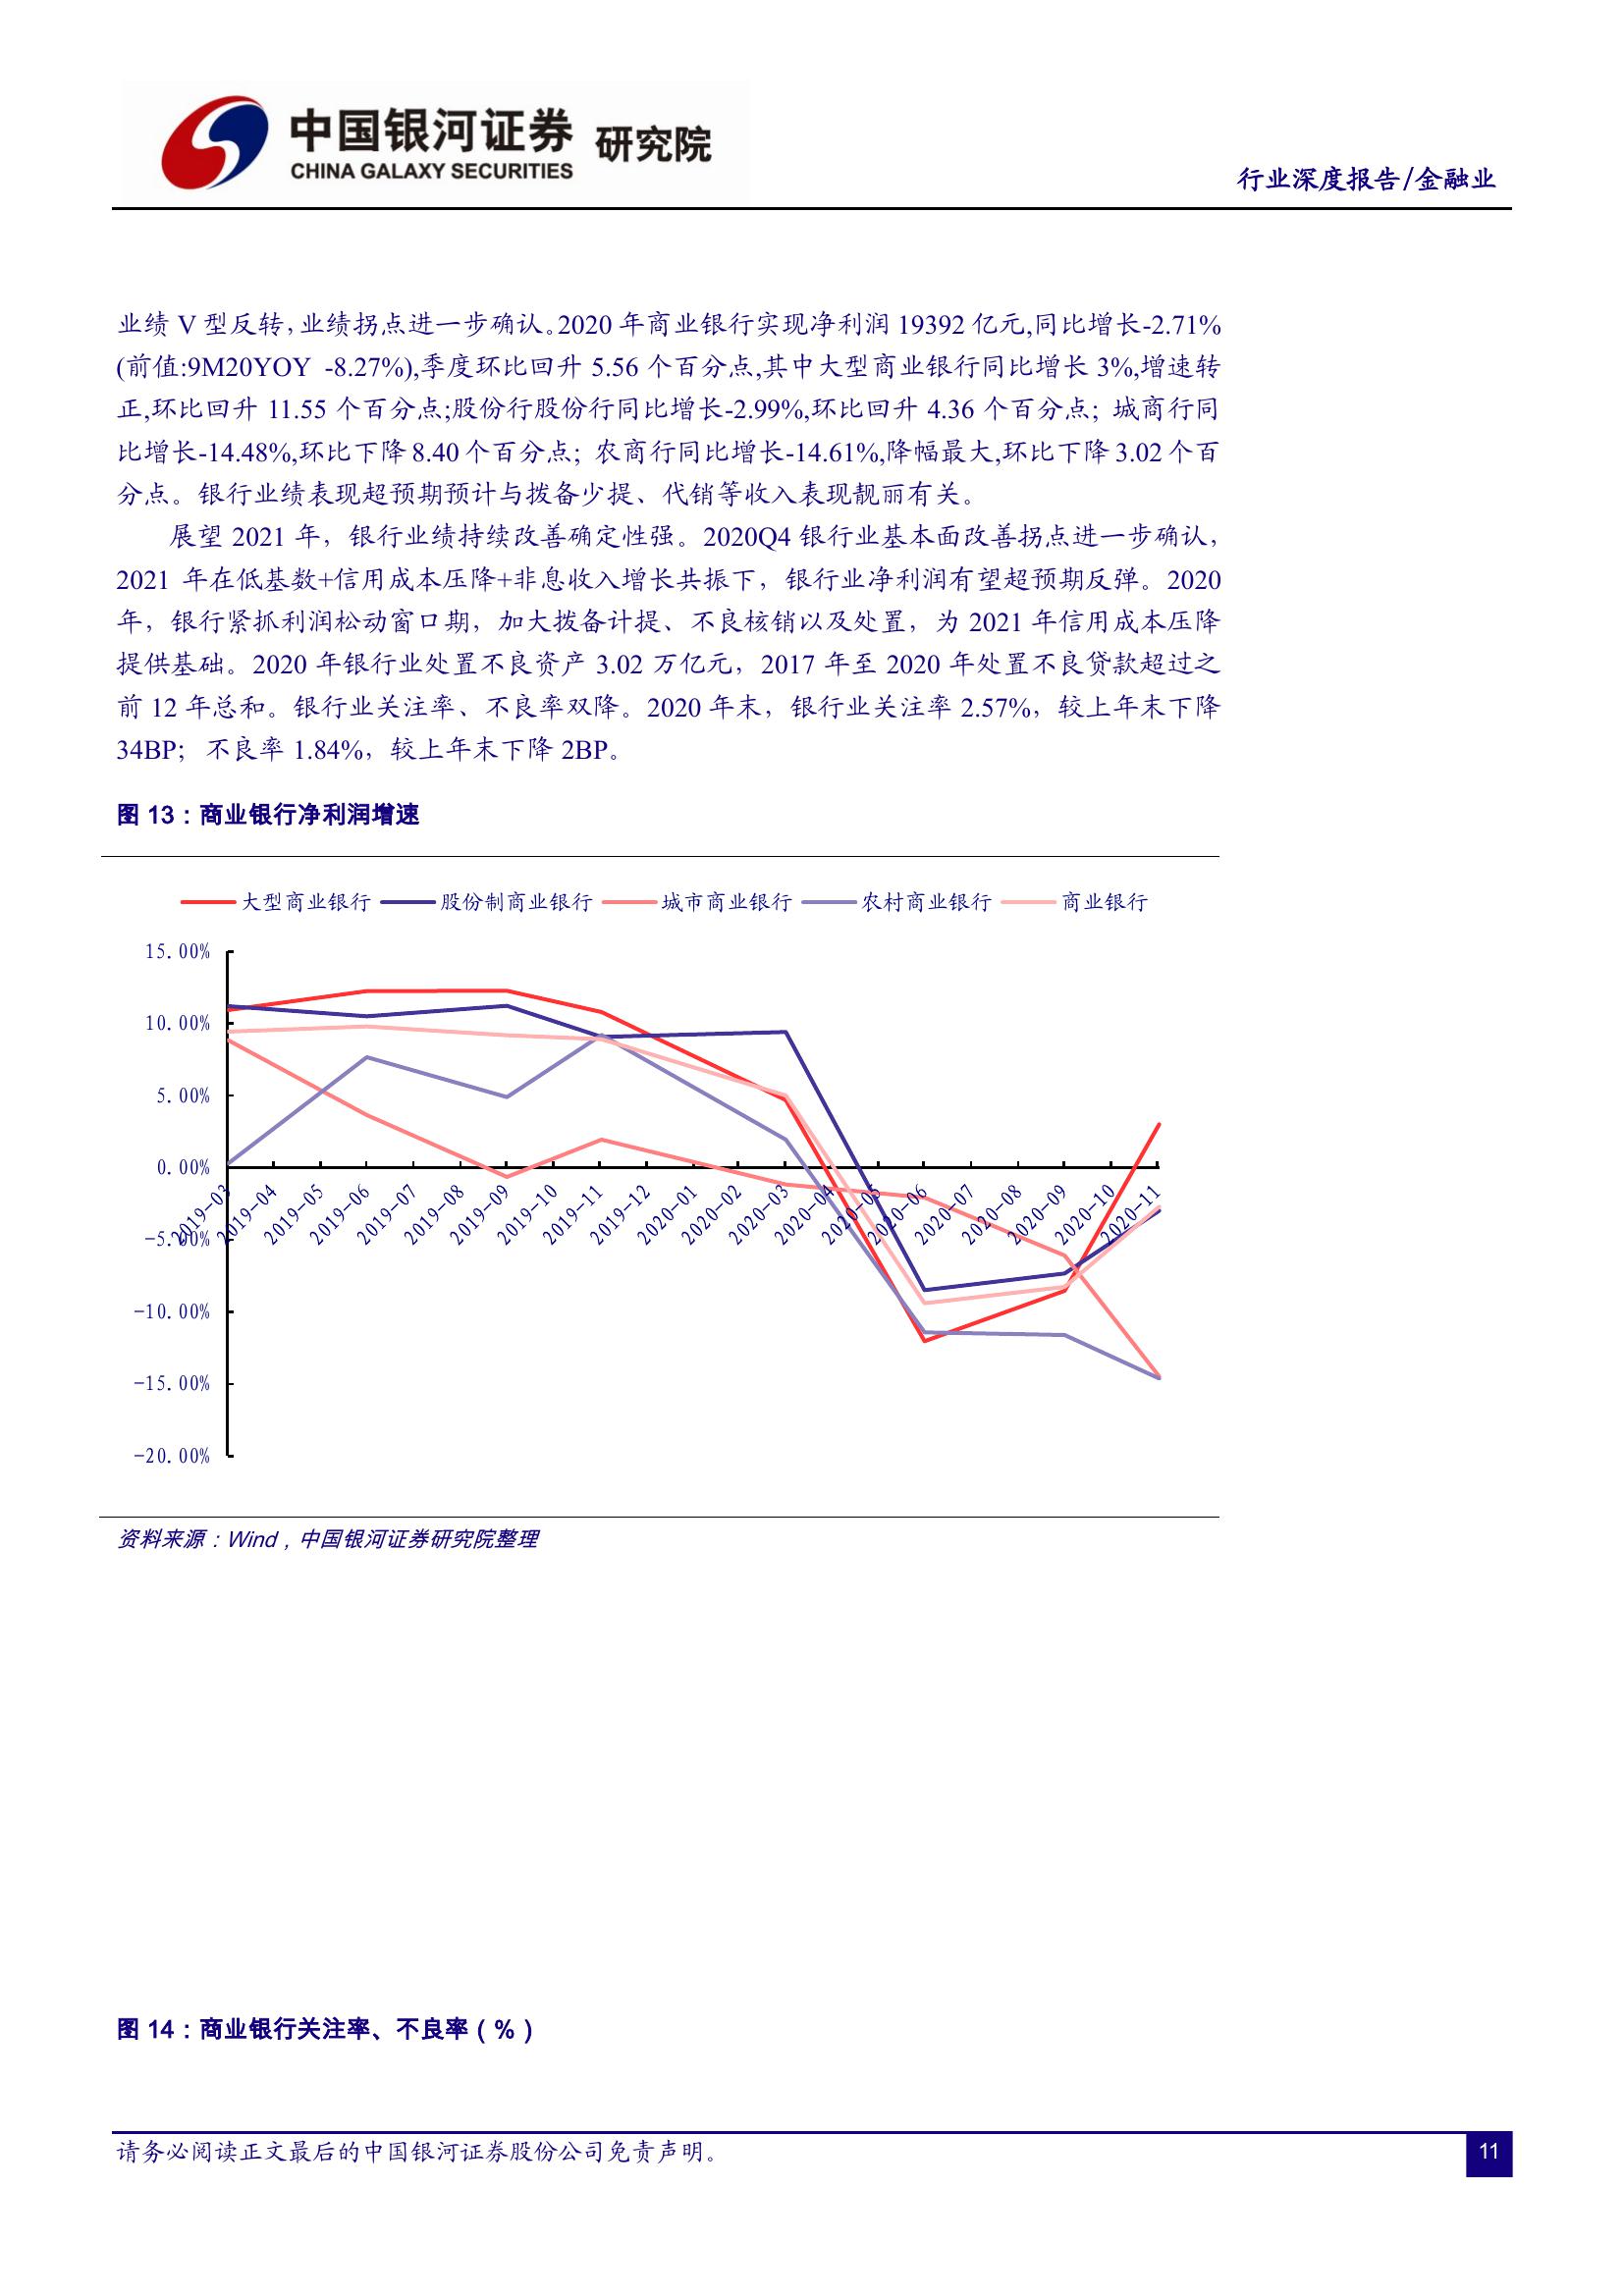 中国银河证券 研究院
CHINA GALAXY SECURITIES
行业深度报告/金融业
业绩 V 型反转，业绩拐点进一步确认。2020 年商业银行实现净利润 19392 亿元,同比增长-2.71%
(前值:9M20YOY -8.27%),季度环比回升 5.56 个百分点,其中大型商业银行同比增长 3%,增速转
正,环比回升 11.55 个百分点;股份行股份行同比增长-2.99%,环比回升 4.36 个百分点；城商行同
比增长-14.48%,环比下降 8.40 个百分点；农商行同比增长-14.61%,降幅最大,环比下降 3.02 个百
分点。银行业绩表现超预期预计与拨备少提、代销等收入表现靓丽有关。
展望 2021 年，银行业绩持续改善确定性强。2020Q4 银行业基本面改善拐点进一步确认，
2021 年在低基数+信用成本压降+非息收入增长共振下，银行业净利润有望超预期反弹。2020
年，银行紧抓利润松动窗口期，加大拨备计提、不良核销以及处置，为 2021 年信用成本压降
提供基础。2020 年银行业处置不良资产 3.02 万亿元，2017 年至 2020 年处置不良贷款超过之
前 12 年总和。银行业关注率、不良率双降。2020 年末，银行业关注率 2.57%，较上年末下降
34BP；不良率 1.84%，较上年末下降 2BP。
图 13：商业银行净利润增速
大型商业银行 股份制商业银行 城市商业银行 农村商业银行 商业银行
15.00%
10.00%
5.00%
0.00%
-5.00%
-10.00%
-15.00%
-20.00%
2019-03 2019-04 2019-05 2019-06 2019-07 2019-08 2019-09 2019-10 2019-11 2019-12 2020-01 2020-02 2020-03 2020-04 2020-05 2020-06 2020-07 2020-08 2020-09 2020-10 2020-11
资料来源：Wind，中国银河证券研究院整理
图 14：商业银行关注率、不良率（%）
请务必阅读正文最后的中国银河证券股份公司免责声明。
11